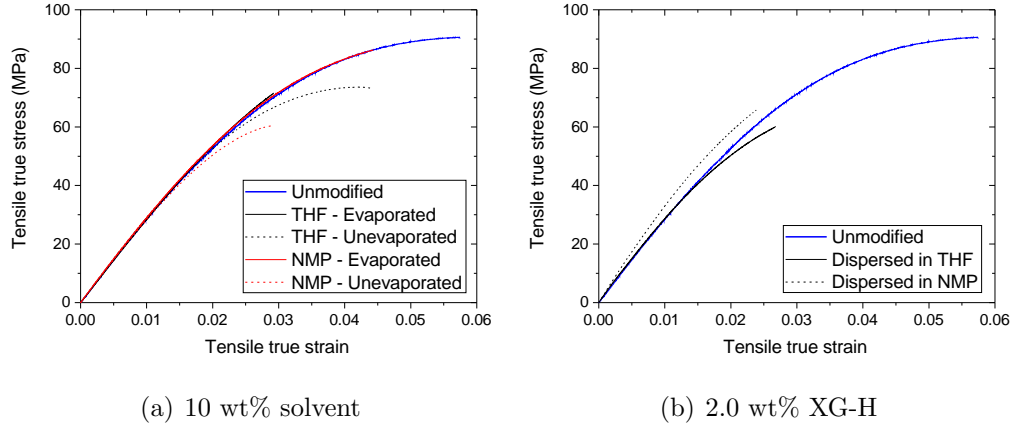 100
80
60
40
20
0
0.00 0.01 0.02 0.03 0.04 0.05 0.06
Tensile true stress (MPa)
Tensile true strain
Unmodified
THF - Evaporated
THF - Unevaporated
NMP - Evaporated
NMP - Unevaporated
(a) 10 wt% solvent
100
80
60
40
20
0
0.00 0.01 0.02 0.03 0.04 0.05 0.06
Tensile true stress (MPa)
Tensile true strain
Unmodified
Dispersed in THF
Dispersed in NMP
(b) 2.0 wt% XG-H